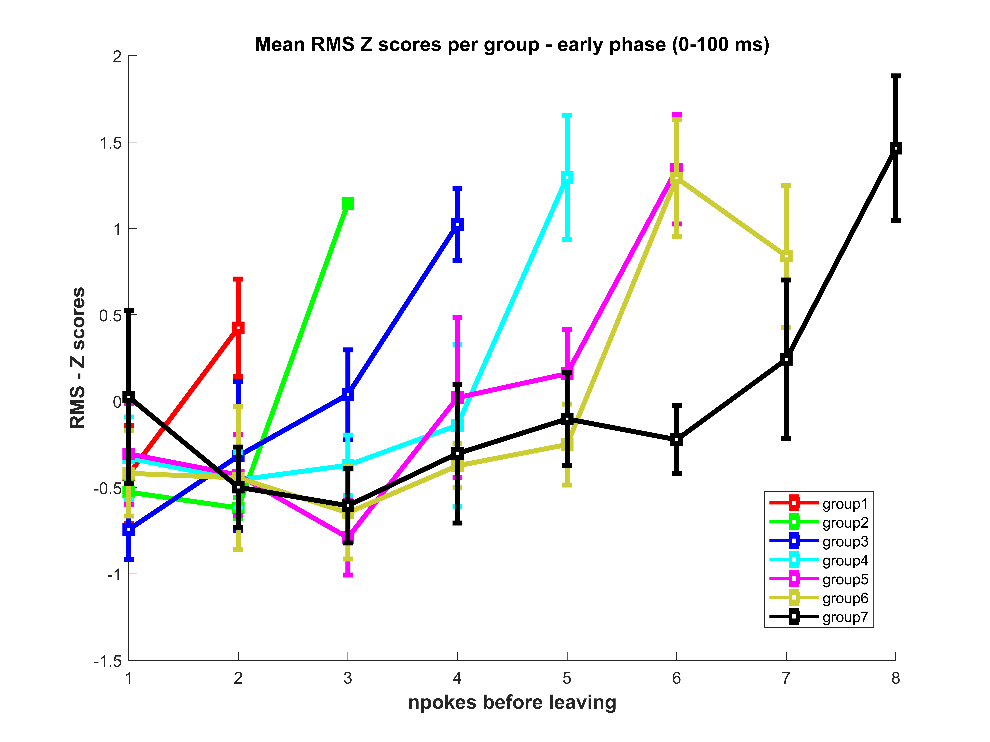 Mean RMS Z scores per group - early phase (0-100 ms)
2
1.5
1
0.5
0
-0.5
-1
-1.5
RMS - Z scores
1 2 3 4 5 6 7 8
npokes before leaving
group1
group2
group3
group4
group5
group6
group7